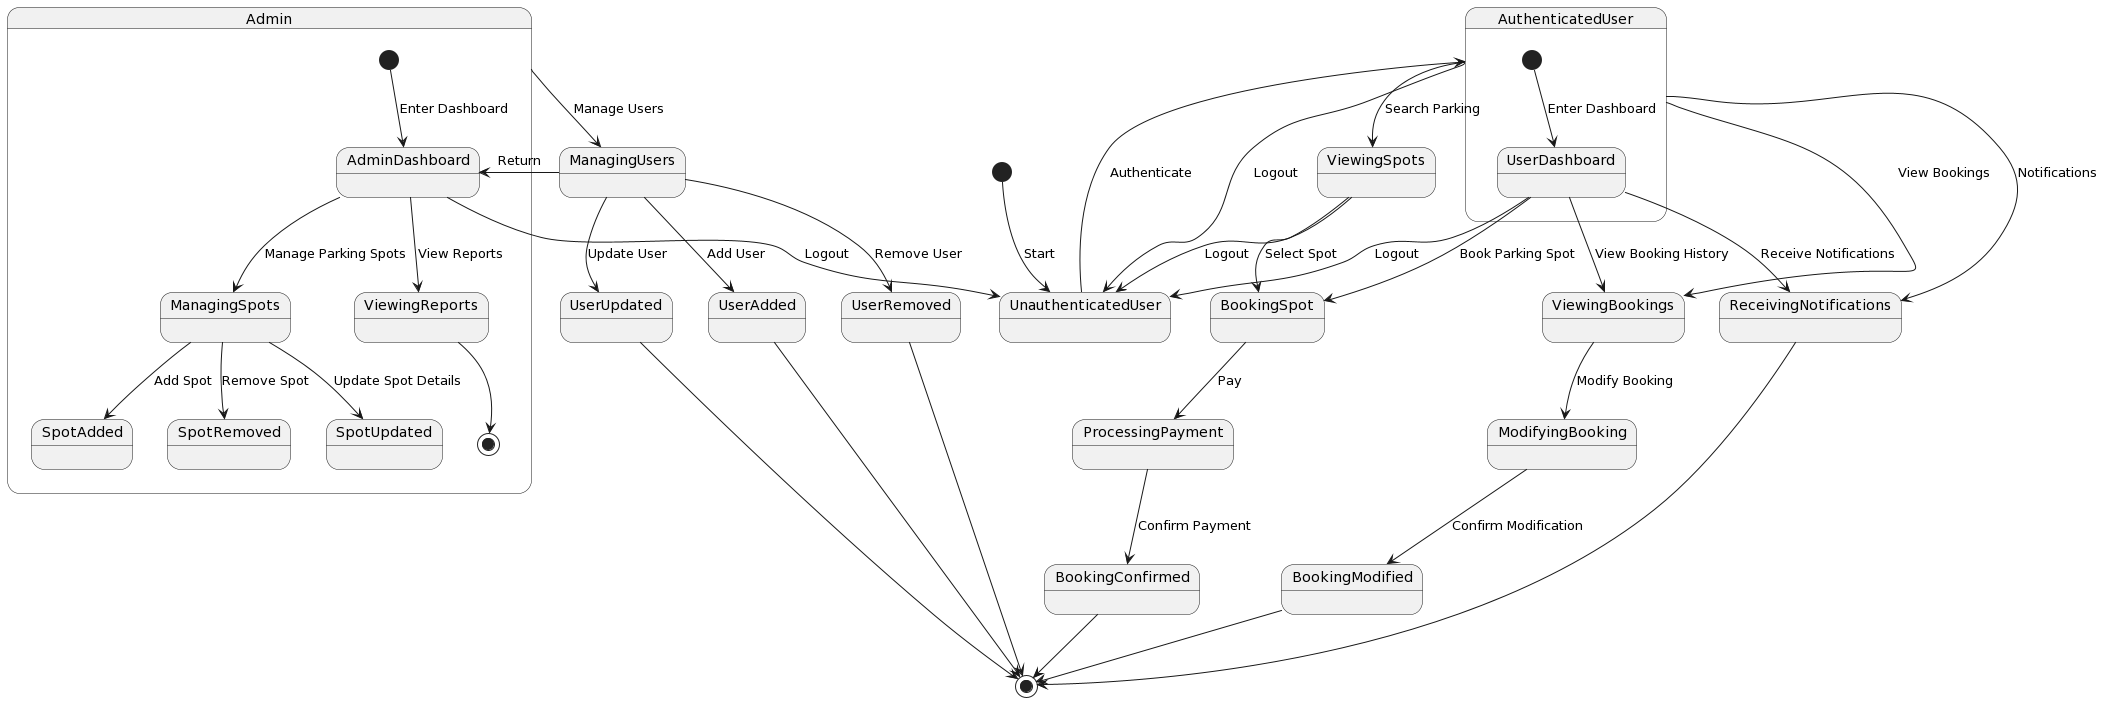 Admin
AuthenticatedUser
Enter Dashboard
Manage Users
Search Parking
Enter Dashboard
AdminDashboard
Return
ManagingUsers
ViewingSpots
UserDashboard
Authenticate
Logout
View Bookings
Notifications
Manage Parking Spots
View Reports
Logout
Update User
Add User
Remove User
Start
Logout
Select Spot
Logout
Book Parking Spot
View Booking History
Receive Notifications
ManagingSpots
ViewingReports
UserUpdated
UserAdded
UserRemoved
UnauthenticatedUser
BookingSpot
ViewingBookings
ReceivingNotifications
Add Spot
Remove Spot
Update Spot Details
Pay
Modify Booking
SpotAdded
SpotRemoved
SpotUpdated
ProcessingPayment
ModifyingBooking
Confirm Payment
Confirm Modification
BookingConfirmed
BookingModified